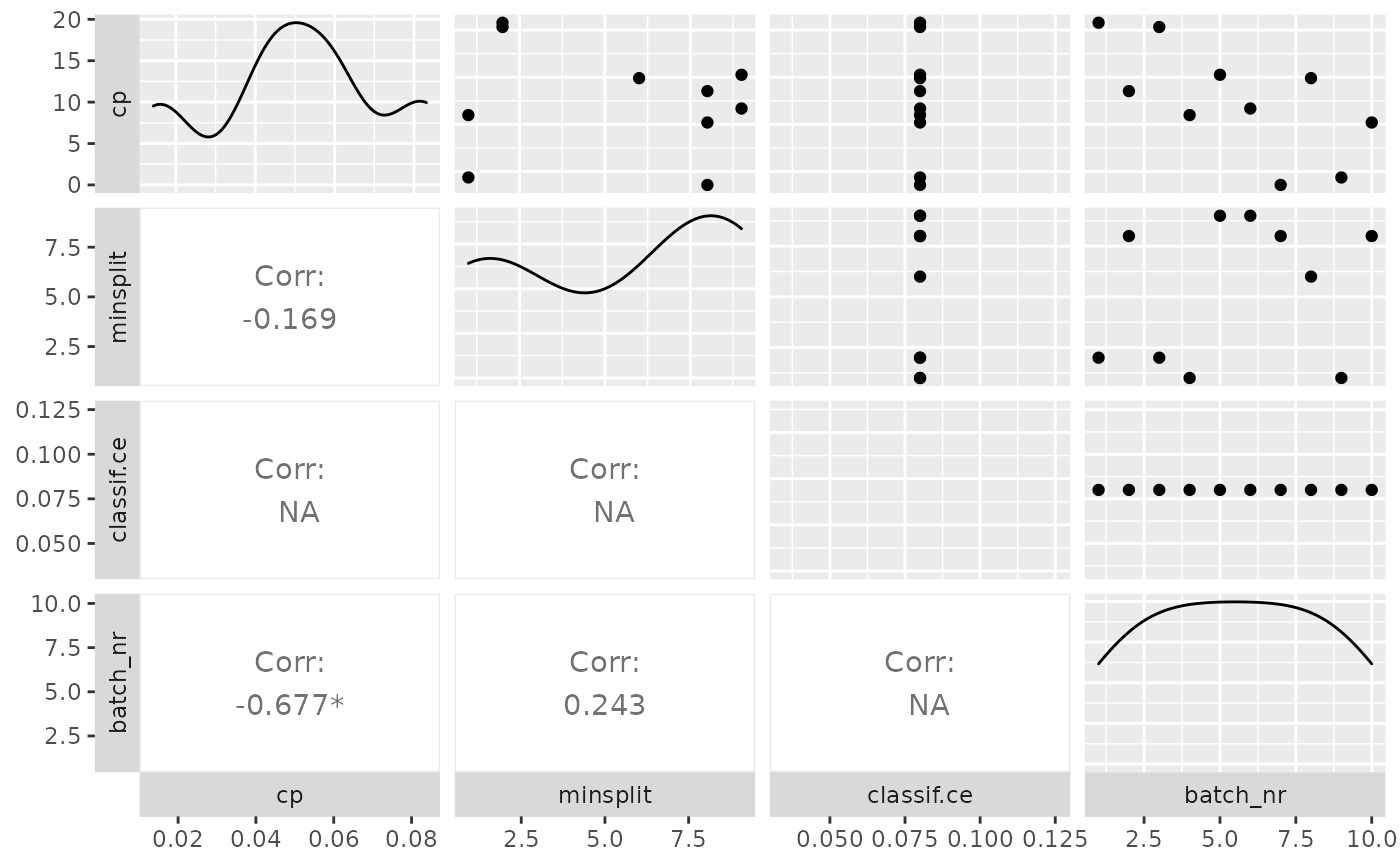 20
15
10
5
0
cp
7.5
5.0
2.5
minsplit
Corr:
-0.169
0.125
0.100
0.075
0.050
classif.ce
Corr:
NA
Corr:
NA
10.0
7.5
5.0
2.5
batch_nr
Corr:
-0.677*
Corr:
0.243
Corr:
NA
cp
minsplit
classif.ce
batch_nr
0.02 0.04 0.06 0.08
2.5 5.0 7.5
0.050 0.075 0.100 0.125
2.5 5.0 7.5 10.0